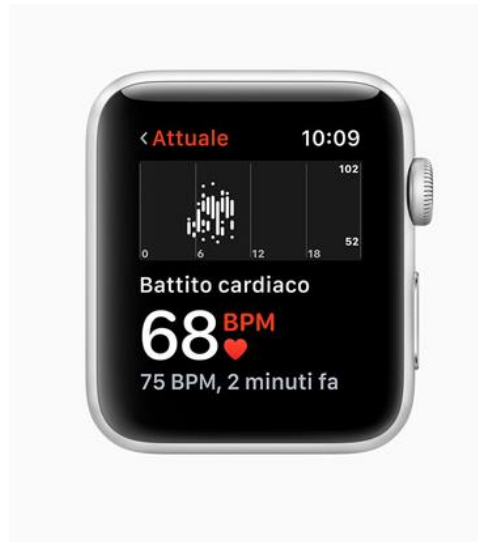 <Attuale 10:09
102
52
0 6 12 18
Battito cardiaco
68 BPM
75 BPM, 2 minuti fa